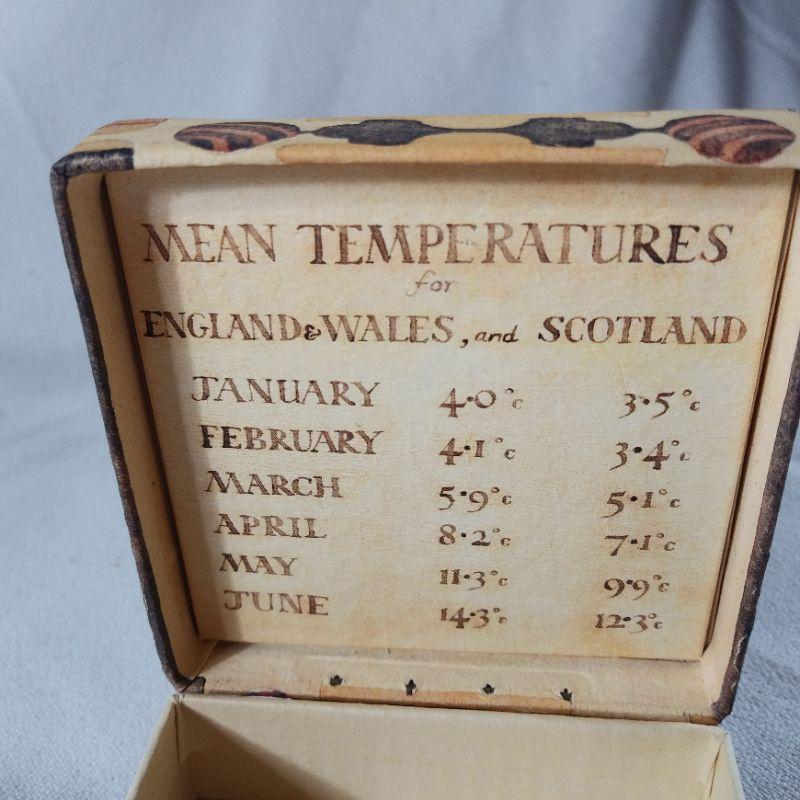 MEAN TEMPERATURES
for
ENGLAND & WALES, and SCOTLAND
JANUARY 4·0°c 3·5°c
FEBRUARY 4·1°c 3·4°c
MARCH 5·9°c 5·1°c
APRIL 8·2°c 7·1°c
MAY 11·3°c 9·9°c
JUNE 14·3°c 12·3°c